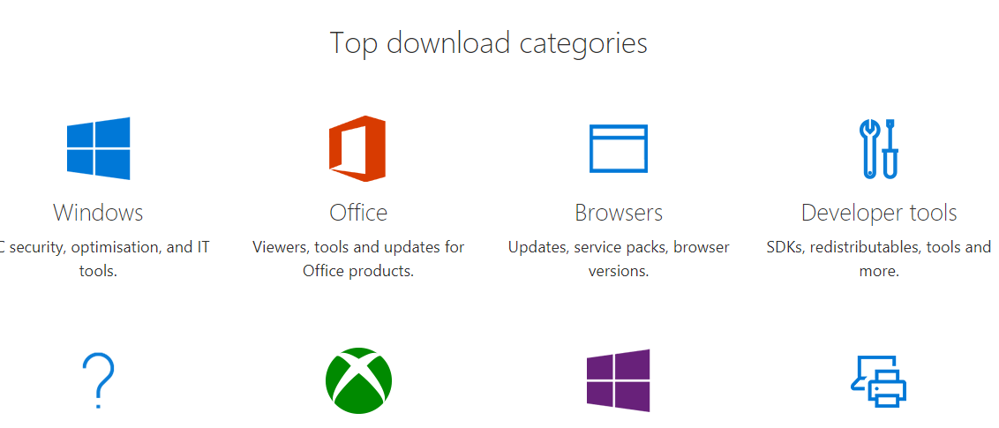 Top download categories
Windows
Office
Browsers
Developer tools
C security, optimisation, and IT
tools.
Viewers, tools and updates for
Office products.
Updates, service packs, browser
versions.
SDKs, redistributables, tools and
more.